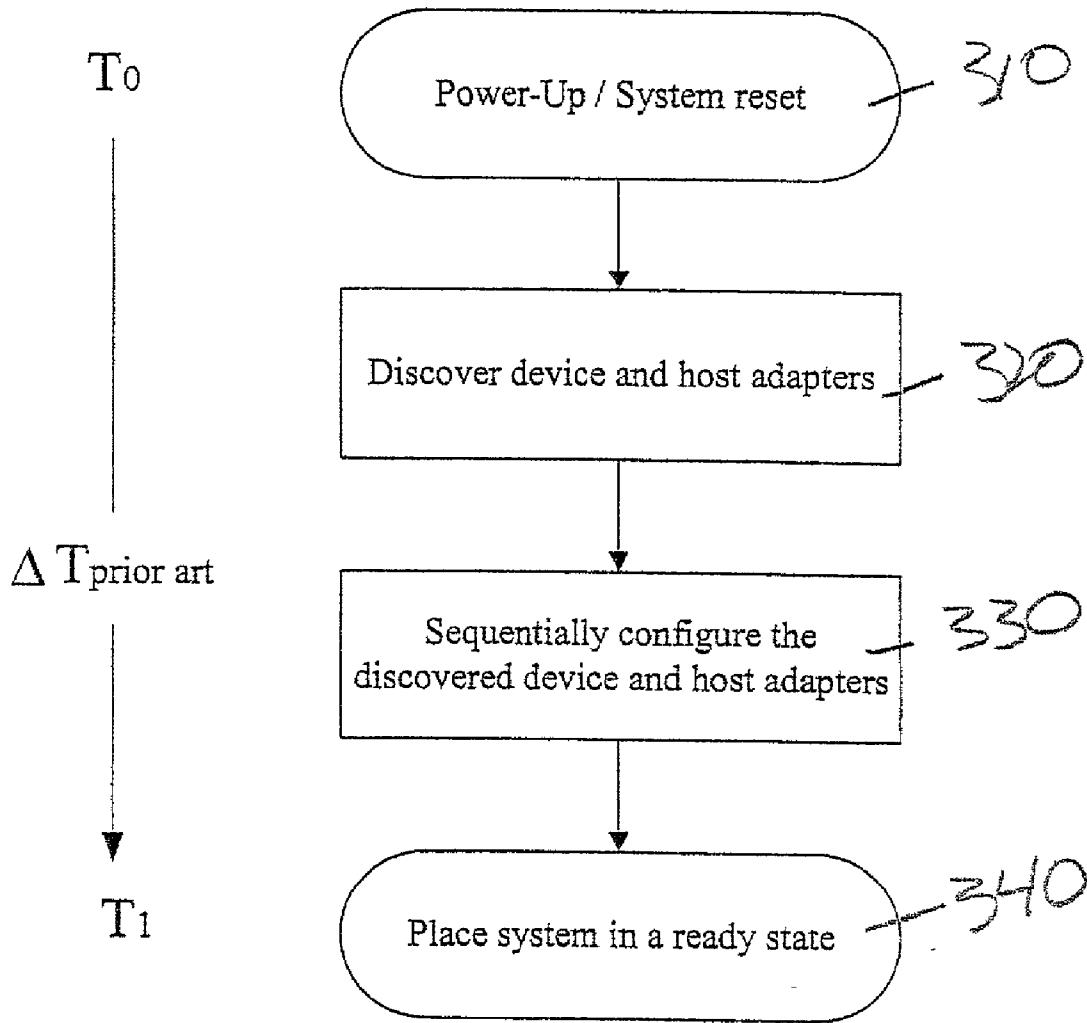 T0
Power-Up / System reset
310
Discover device and host adapters
320
Δ Tprior art
Sequentially configure the
discovered device and host adapters
330
T1
Place system in a ready state
340